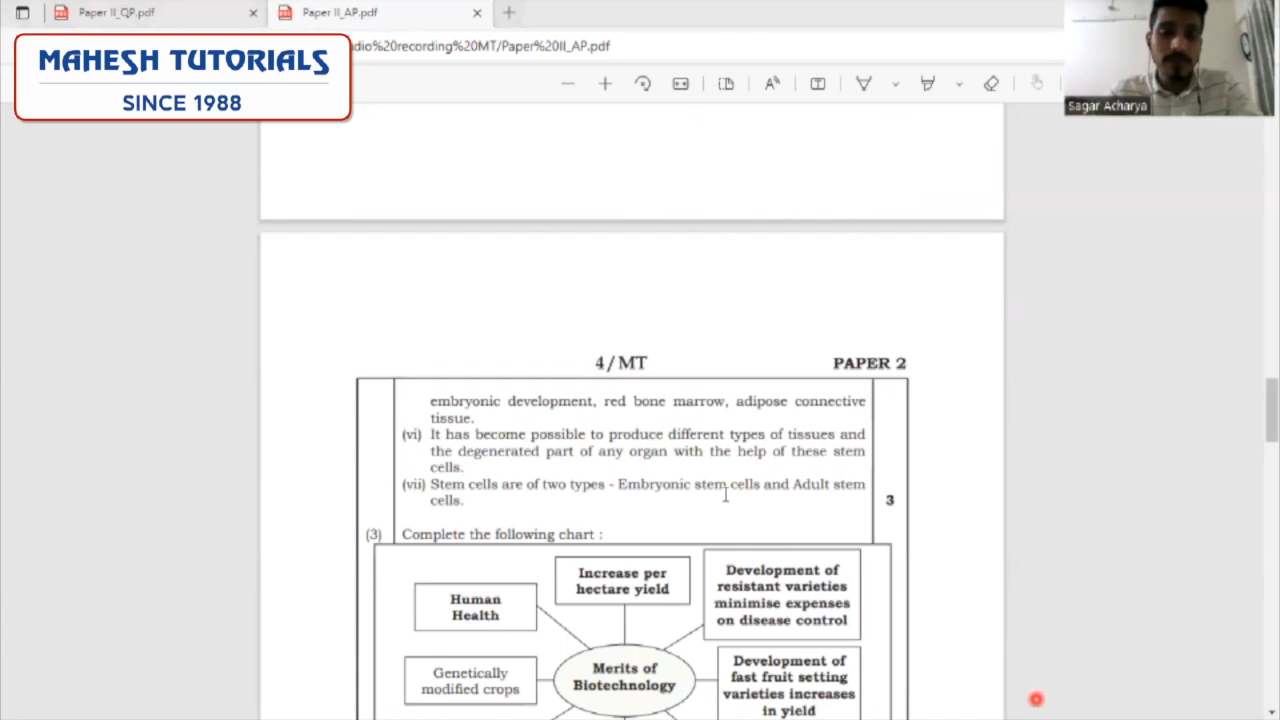 Paper II_QP.pdf
Paper II_AP.pdf
MAHESH TUTORIALS
SINCE 1988
dio%20recording%20MT/Paper%20II_AP.pdf
Sagar Acharya
4/MT
PAPER 2
embryonic development, red bone marrow, adipose connective
tissue.
(vi) It has become possible to produce different types of tissues and
the degenerated part of any organ with the help of these stem
cells.
(vii) Stem cells are of two types - Embryonic stem cells and Adult stem
cells.
3
(3) Complete the following chart :
Increase per
hectare yield
Development of
resistant varieties
minimise expenses
on disease control
Human
Health
Merits of
Biotechnology
Genetically
modified crops
Development of
fast fruit setting
varieties increases
in yield